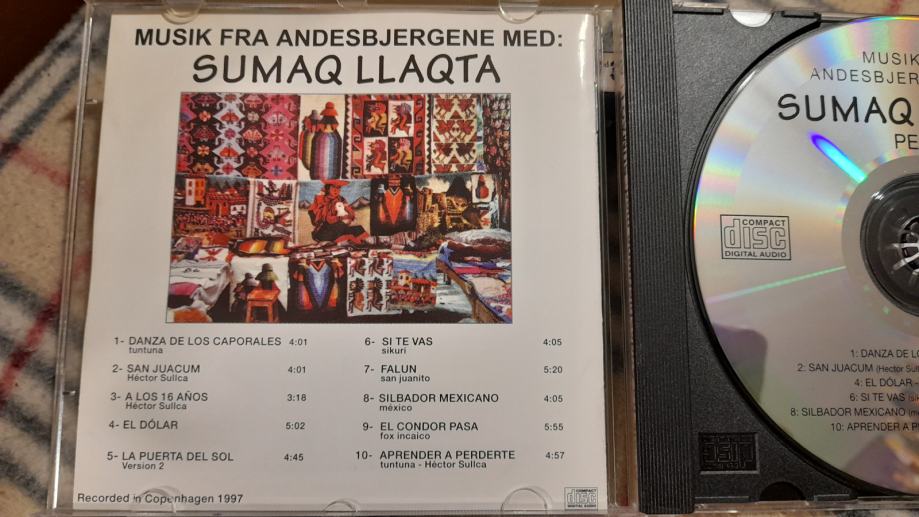 MUSIK FRA ANDESBJERGENE MED:
SUMAQ LLAQTA
1- DANZA DE LOS CAPORALES 4:01
tuntuna
2- SAN JUACUM 4:01
Héctor Sullca
3- A LOS 16 AÑOS 3:18
Héctor Sullca
4- EL DÓLAR 5:02
5- LA PUERTA DEL SOL 4:45
Version 2
6- SI TE VAS 4:05
sikuri
7- FALUN 5:20
san juanito
8- SILBADOR MEXICANO 4:05
méxico
9- EL CONDOR PASA 5:55
fox incaico
10- APRENDER A PERDERTE 4:57
tuntuna - Héctor Sullca
Recorded in Copenhagen 1997
COMPACT
disc
DIGITAL AUDIO
MUSIK
ANDESBJER
SUMAQ
PE
COMPACT
disc
DIGITAL AUDIO
1: DANZA DE LO
2: SAN JUACUM (Hector Sull
4: EL DÓLAR -
6: SI TE VAS (si
8: SILBADOR MEXICANO (m
10: APRENDER A P